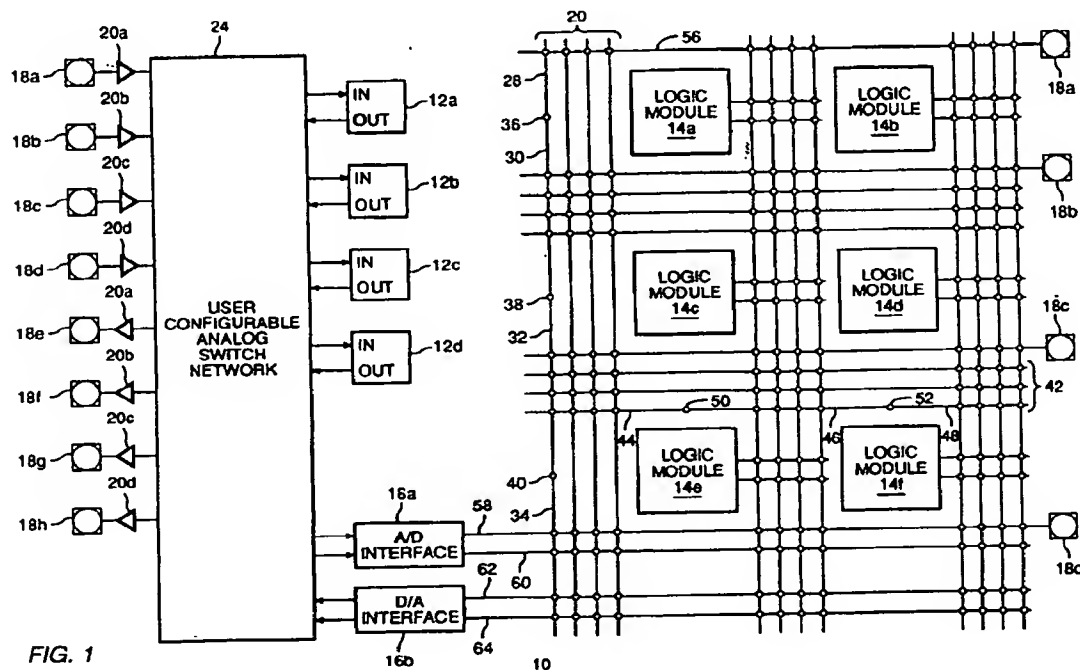 20a
24
20
56
18a
28
18a
IN
OUT
12a
LOGIC
MODULE
14a
LOGIC
MODULE
14b
20b
36
18b
30
20c
IN
OUT
12b
18c
18b
20d
18d
IN
OUT
12c
LOGIC
MODULE
14c
LOGIC
MODULE
14d
USER
CONFIGURABLE
ANALOG
SWITCH
NETWORK
20a
38
18c
18e
32
IN
OUT
12d
20b
42
18f
50
52
44
46
48
20c
LOGIC
MODULE
14e
LOGIC
MODULE
14f
18g
40
20d
16a
58
34
18h
A/D
INTERFACE
18d
60
62
D/A
INTERFACE
64
16b
FIG. 1
10